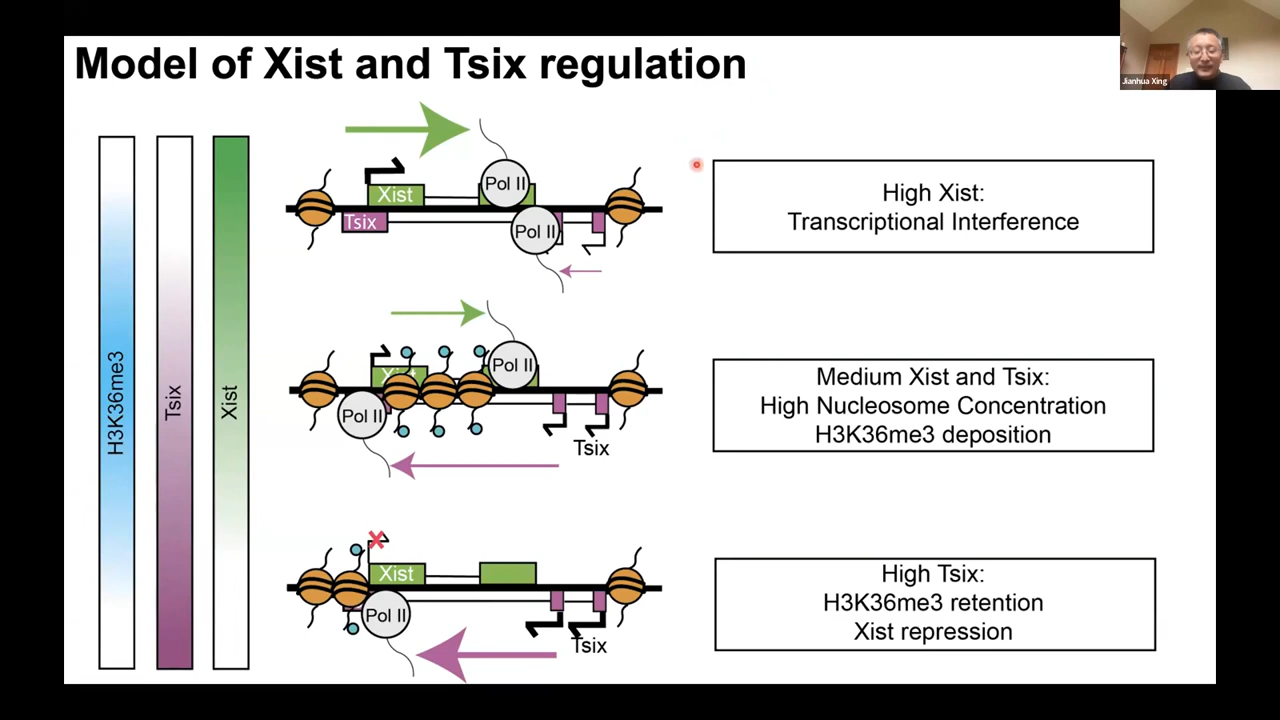 Model of Xist and Tsix regulation
Jianhua Xing
H3K36me3
Tsix
Xist
Xist
Pol II
Tsix
Pol II
High Xist:
Transcriptional Interference
Xist
Pol II
Pol II
Tsix
Medium Xist and Tsix:
High Nucleosome Concentration
H3K36me3 deposition
Xist
Pol II
Tsix
High Tsix:
H3K36me3 retention
Xist repression